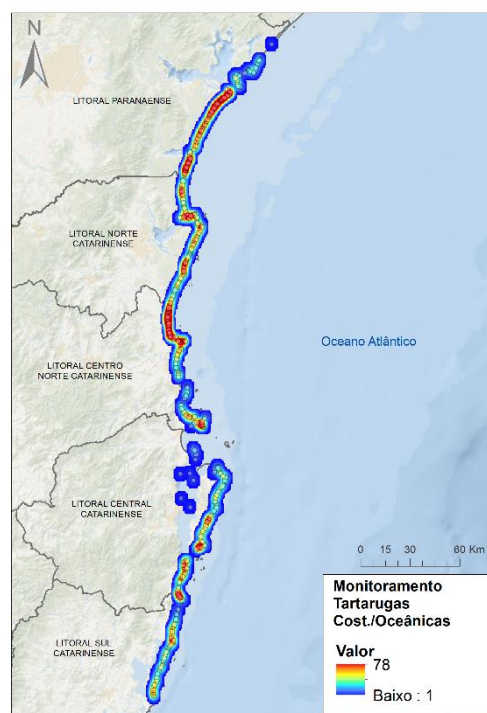 N
LITORAL PARANAENSE
LITORAL NORTE
CATARINENSE
LITORAL CENTRO
NORTE CATARINENSE
Oceano Atlântico
LITORAL CENTRAL
CATARINENSE
LITORAL SUL
CATARINENSE
0 15 30 60 Km
Monitoramento
Tartarugas
Cost./Oceânicas
Valor
78
Baixo : 1